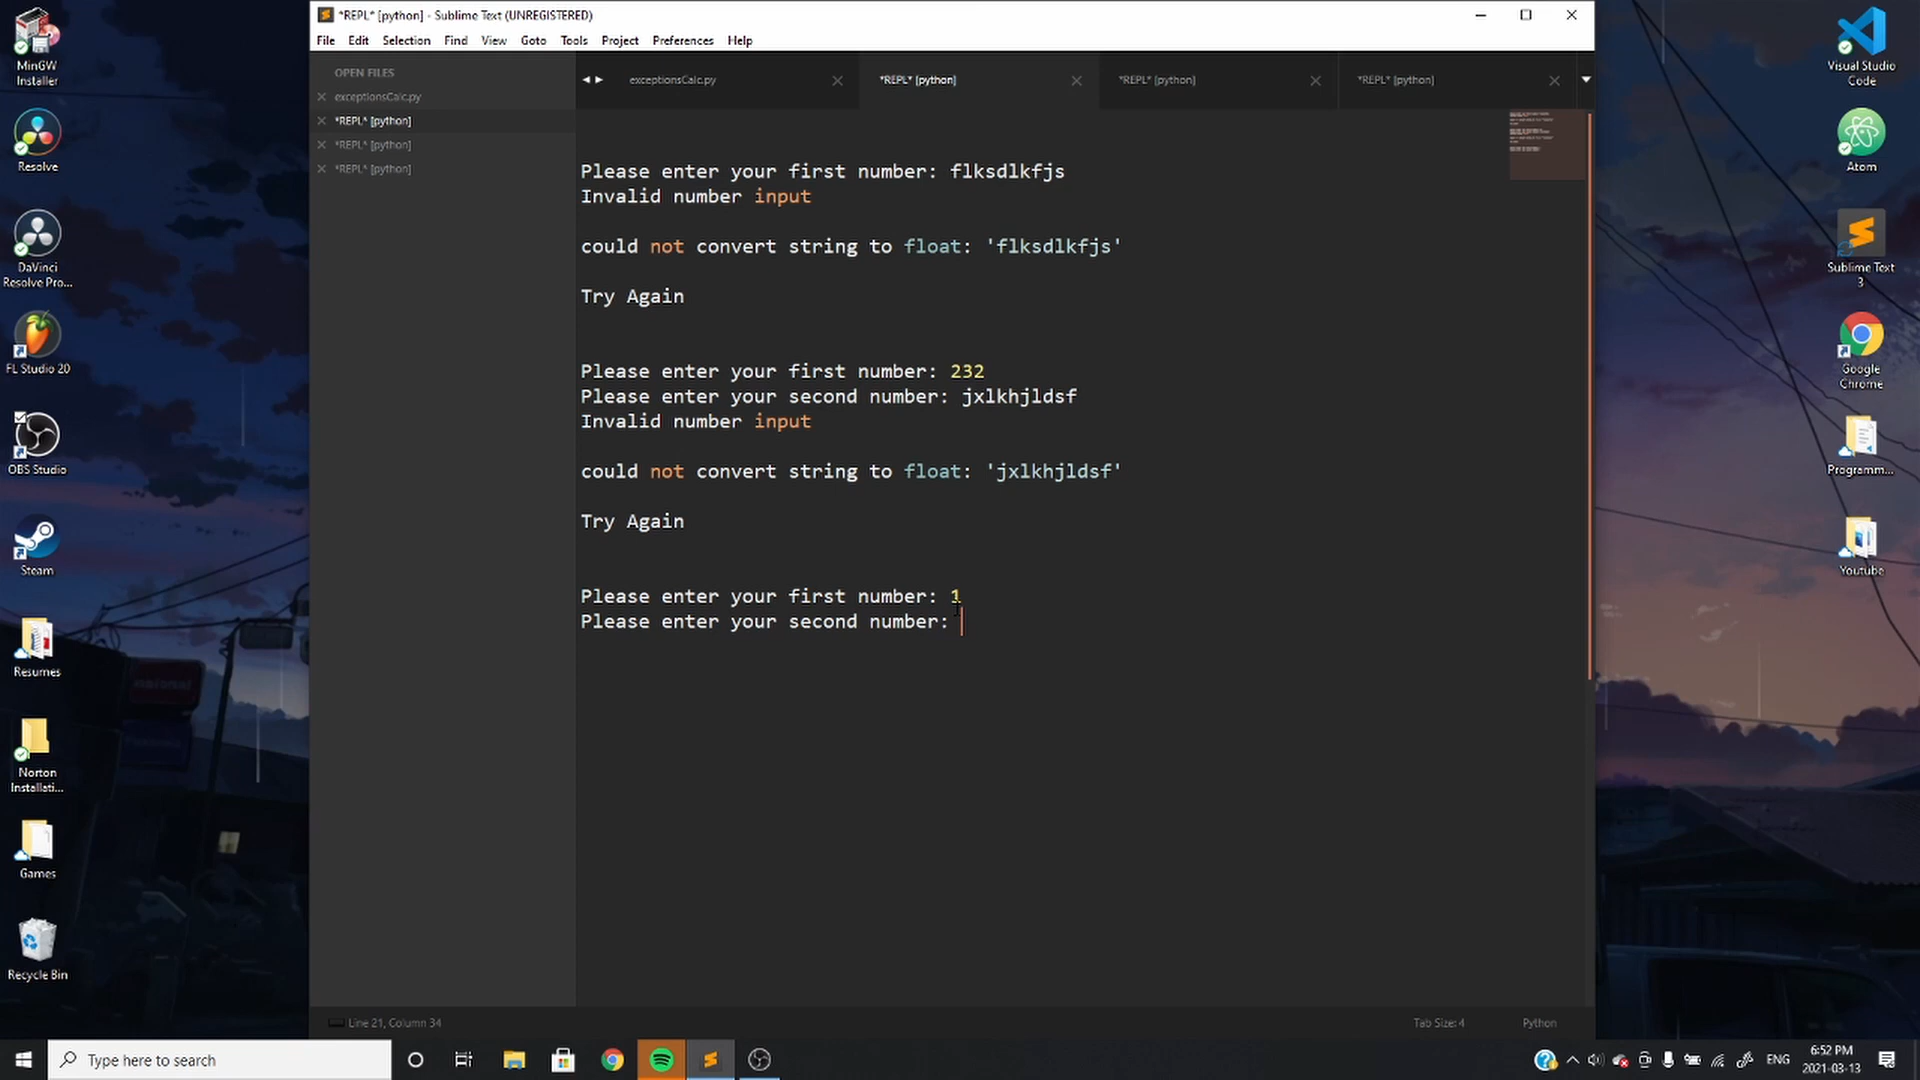 *REPL* [python] - Sublime Text (UNREGISTERED)
File Edit Selection Find View Goto Tools Project Preferences Help
OPEN FILES
exceptionsCalc.py
*REPL* [python]
*REPL* [python]
*REPL* [python]
exceptionsCalc.py
*REPL* [python]
*REPL* [python]
*REPL* [python]
Please enter your first number: flksdlkfjs
Invalid number input
could not convert string to float: 'flksdlkfjs'
Try Again
Please enter your first number: 232
Please enter your second number: jxlkhjldsf
Invalid number input
could not convert string to float: 'jxlkhjldsf'
Try Again
Please enter your first number: 1
Please enter your second number:
Line 21, Column 34
Tab Size: 4
Python
MinGW
Installer
Resolve
DaVinci
Resolve Pro...
FL Studio 20
OBS Studio
Steam
Resumes
Norton
Installati...
Games
Recycle Bin
Visual Studio
Code
Atom
Sublime Text
3
Google
Chrome
Programm...
Youtube
Type here to search
ENG
6:52 PM
2021-03-13